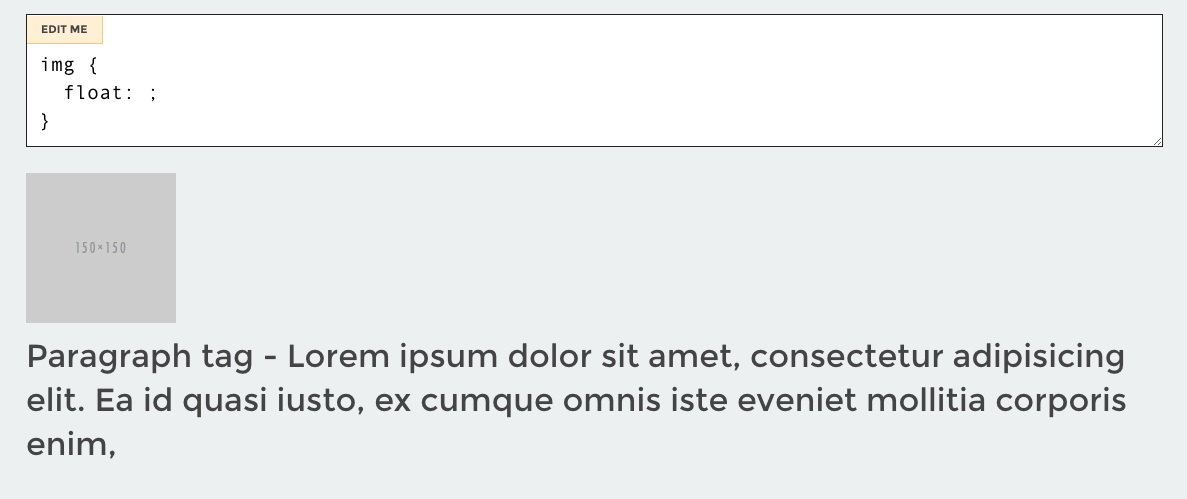 EDIT ME
img {
  float: ;
}
150×150
Paragraph tag - Lorem ipsum dolor sit amet, consectetur adipisicing
elit. Ea id quasi iusto, ex cumque omnis iste eveniet mollitia corporis
enim,